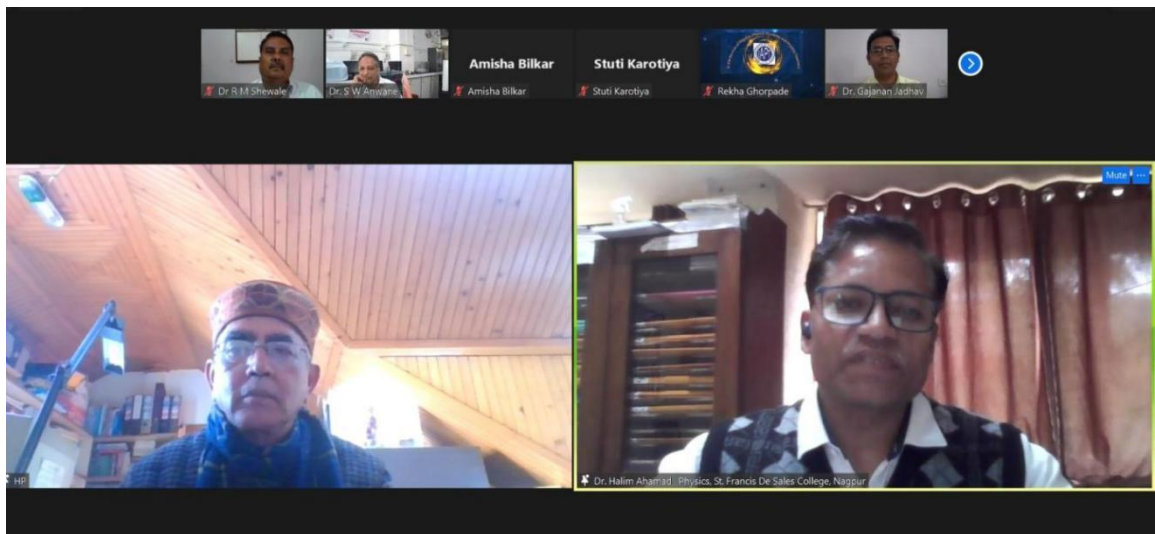 Amisha Bilkar
Stuti Karotiya
Dr R M Shewale
Dr. S W Anwane
Amisha Bilkar
Stuti Karotiya
Rekha Ghorpade
Dr. Gajanan Jadhav
Mute
HP
Dr. Halim Ahamad Physics, St. Francis De Sales College, Nagpur